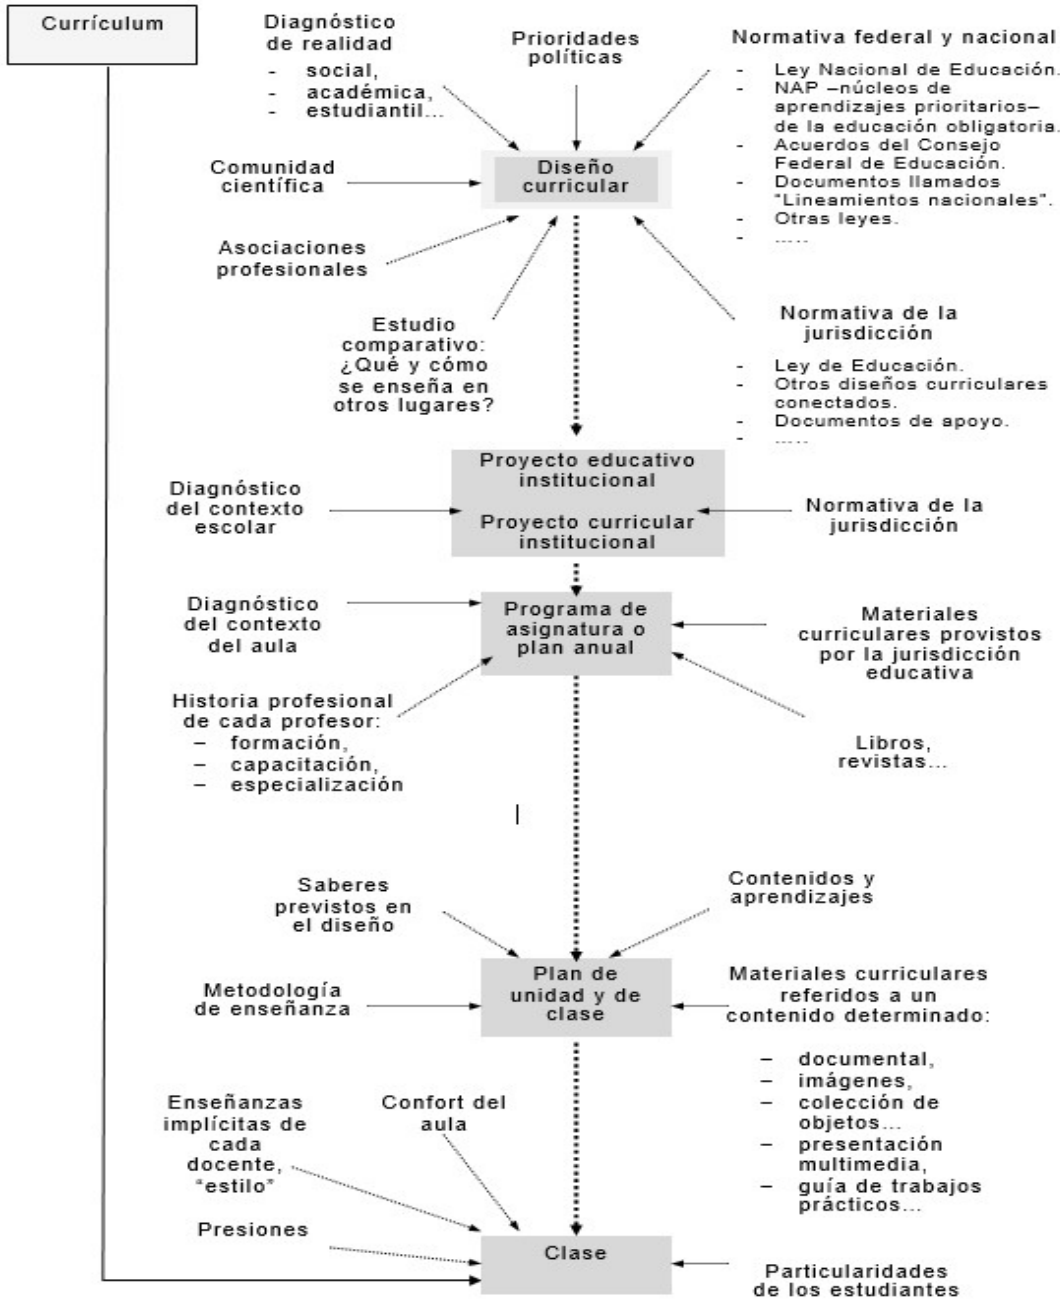 Currículum
Diagnóstico
de realidad
- social,
- académica,
- estudiantil...
Prioridades
políticas
Normativa federal y nacional
- Ley Nacional de Educación.
- NAP –núcleos de
aprendizajes prioritarios–
de la educación obligatoria.
- Acuerdos del Consejo
Federal de Educación.
- Documentos llamados
"Lineamientos nacionales".
- Otras leyes.
- .....
Comunidad
científica
Diseño
curricular
Asociaciones
profesionales
Estudio
comparativo:
¿Qué y cómo
se enseña en
otros lugares?
Normativa de la
jurisdicción
- Ley de Educación.
- Otros diseños curriculares
conectados.
- Documentos de apoyo.
- .....
Proyecto educativo
institucional
Proyecto curricular
institucional
Diagnóstico
del contexto
escolar
Normativa de la
jurisdicción
Diagnóstico
del contexto
del aula
Programa de
asignatura o
plan anual
Materiales
curriculares provistos
por la jurisdicción
educativa
Historia profesional
de cada profesor:
– formación,
– capacitación,
– especialización
Libros,
revistas...
Saberes
previstos en
el diseño
Contenidos y
aprendizajes
Metodología
de enseñanza
Plan de
unidad y de
clase
Materiales curriculares
referidos a un
contenido determinado:
– documental,
– imágenes,
– colección de
objetos...
– presentación
multimedia,
– guía de trabajos
prácticos...
Enseñanzas
implícitas de
cada
docente,
"estilo"
Confort del
aula
Presiones
Clase
Particularidades
de los estudiantes